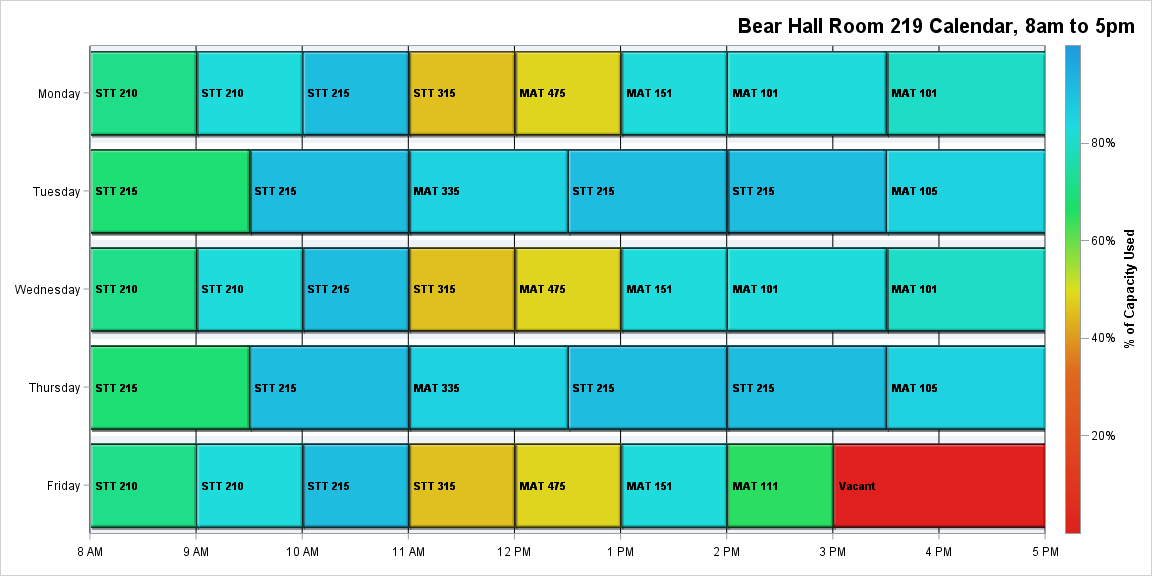 Bear Hall Room 219 Calendar, 8am to 5pm
Monday
STT 210
STT 210
STT 215
STT 315
MAT 475
MAT 151
MAT 101
MAT 101
Tuesday
STT 215
STT 215
MAT 335
STT 215
STT 215
MAT 105
Wednesday
STT 210
STT 210
STT 215
STT 315
MAT 475
MAT 151
MAT 101
MAT 101
Thursday
STT 215
STT 215
MAT 335
STT 215
STT 215
MAT 105
Friday
STT 210
STT 210
STT 215
STT 315
MAT 475
MAT 151
MAT 111
Vacant
8 AM
9 AM
10 AM
11 AM
12 PM
1 PM
2 PM
3 PM
4 PM
5 PM
80%
60%
40%
20%
% of Capacity Used